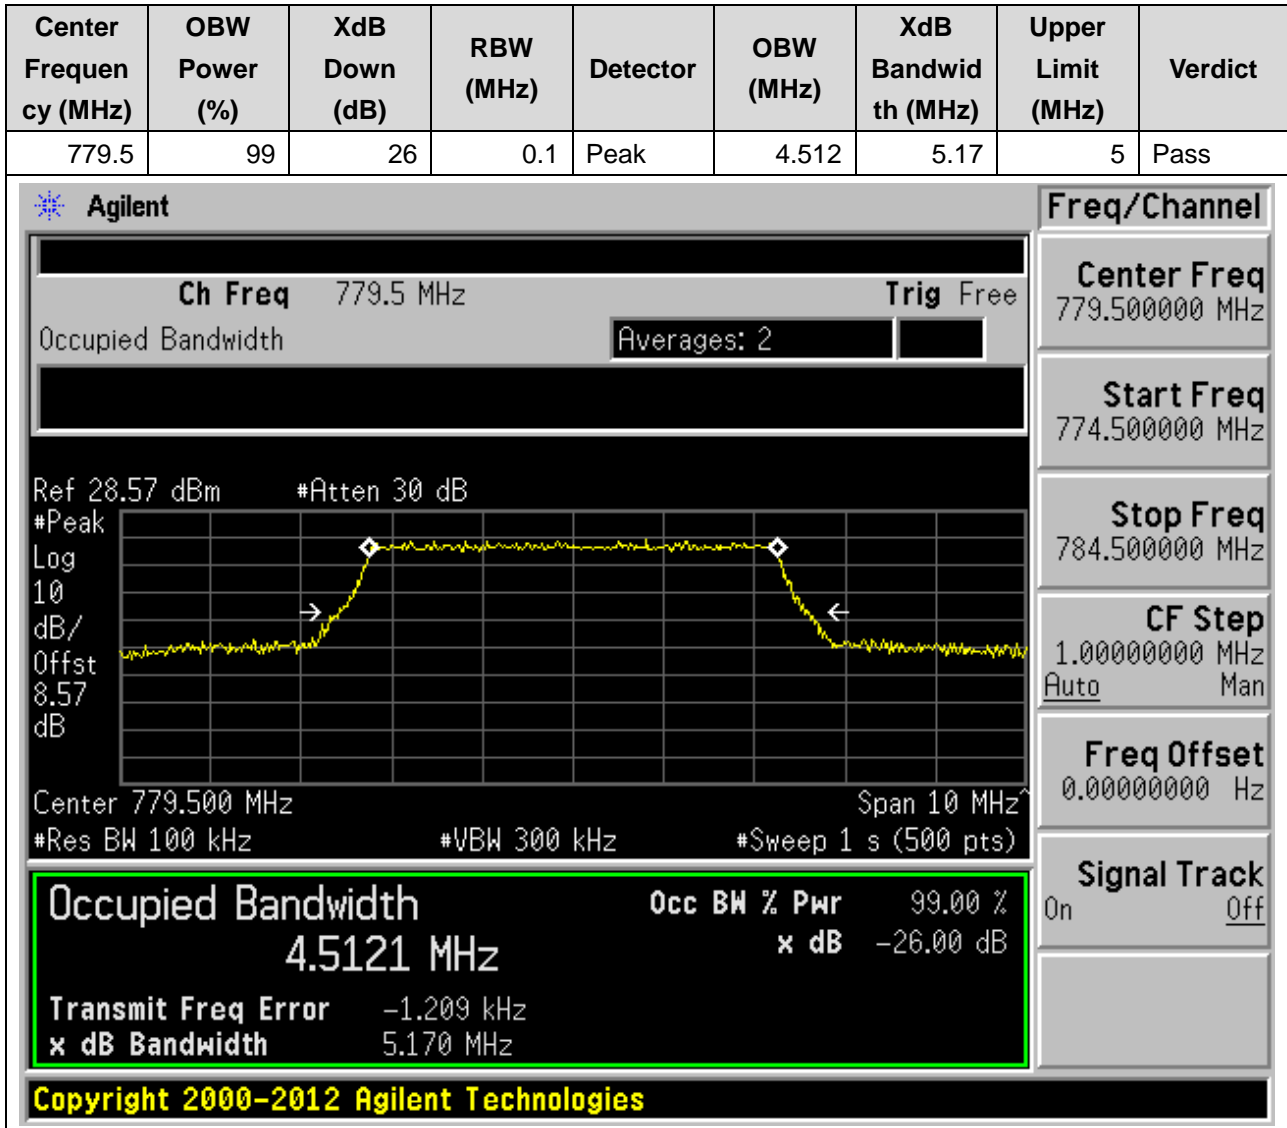 Center Frequen cy (MHz) OBW Power (%) XdB Down (dB) RBW (MHz) Detector OBW (MHz) XdB Bandwid th (MHz) Upper Limit (MHz) Verdict
779.5 99 26 0.1 Peak 4.512 5.17 5 Pass
Agilent
Freq/Channel
Ch Freq 779.5 MHz Trig Free
Occupied Bandwidth Averages: 2
Center Freq
779.500000 MHz
Start Freq
774.500000 MHz
Stop Freq
784.500000 MHz
CF Step
1.00000000 MHz
Auto Man
Freq Offset
0.00000000 Hz
Signal Track
On Off
Ref 28.57 dBm #Atten 30 dB
#Peak
Log
10
dB/
Offst
8.57
dB
Center 779.500 MHz Span 10 MHz^
#Res BW 100 kHz #VBW 300 kHz #Sweep 1 s (500 pts)
Occupied Bandwidth Occ BW % Pwr 99.00 %
4.5121 MHz x dB -26.00 dB
Transmit Freq Error -1.209 kHz
x dB Bandwidth 5.170 MHz
Copyright 2000-2012 Agilent Technologies